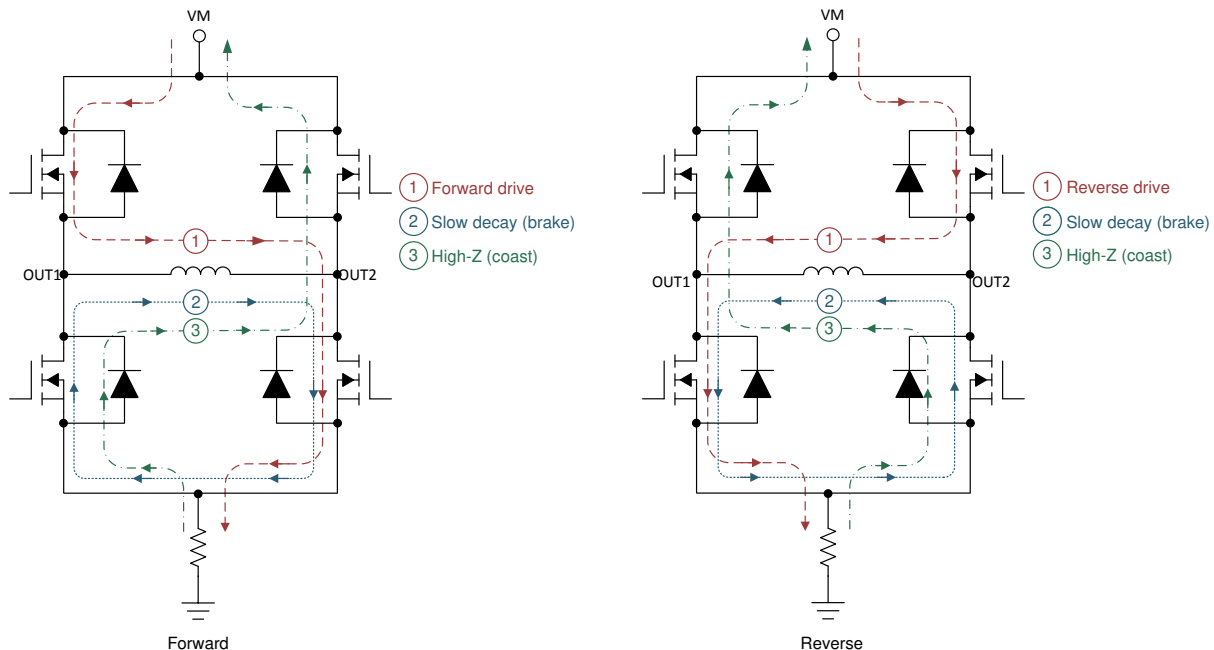 VM
1 Forward drive
2 Slow decay (brake)
3 High-Z (coast)
1
OUT1
OUT2
2
3
Forward
VM
1 Reverse drive
2 Slow decay (brake)
3 High-Z (coast)
1
OUT1
OUT2
2
3
Reverse